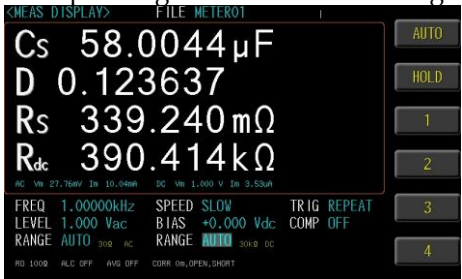 <MEAS DISPLAY> FILE METER01
AUTO
Cs 58.0044μF
HOLD
D 0.123637
1
Rs 339.240mΩ
2
Rdc 390.414kΩ
AC Vm 27.76mV Im 10.04mA DC Vm 1.000 V Im 3.53uA
3
FREQ 1.00000kHz SPEED SLOW TRIG REPEAT
LEVEL 1.000 Vac BIAS +0.000 Vdc COMP OFF
RANGE AUTO 30Ω AC RANGE AUTO 30kΩ DC
4
RO 100Ω ALC OFF AVG OFF CORR 0m,OPEN,SHORT